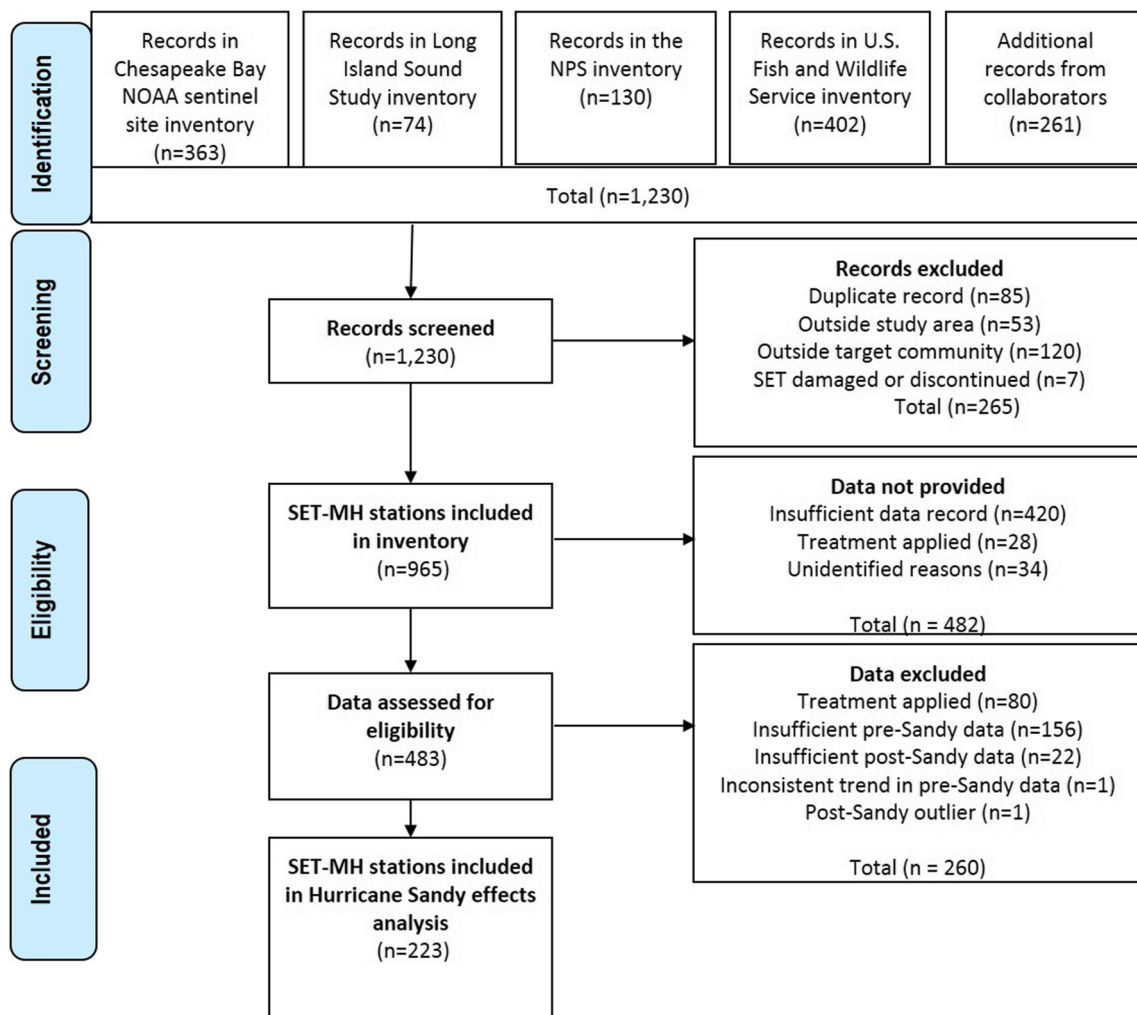 Identification
Records in
Chesapeake Bay
NOAA sentinel
site inventory
(n=363)
Records in Long
Island Sound
Study inventory
(n=74)
Records in the
NPS inventory
(n=130)
Records in U.S.
Fish and Wildlife
Service inventory
(n=402)
Additional
records from
collaborators
(n=261)
Total (n=1,230)
Screening
Records screened
(n=1,230)
Records excluded
Duplicate record (n=85)
Outside study area (n=53)
Outside target community (n=120)
SET damaged or discontinued (n=7)
Total (n=265)
Eligibility
SET-MH stations included
in inventory
(n=965)
Data not provided
Insufficient data record (n=420)
Treatment applied (n=28)
Unidentified reasons (n=34)
Total (n = 482)
Data assessed for
eligibility
(n=483)
Data excluded
Treatment applied (n=80)
Insufficient pre-Sandy data (n=156)
Insufficient post-Sandy data (n=22)
Inconsistent trend in pre-Sandy data (n=1)
Post-Sandy outlier (n=1)
Total (n = 260)
Included
SET-MH stations included
in Hurricane Sandy effects
analysis
(n=223)